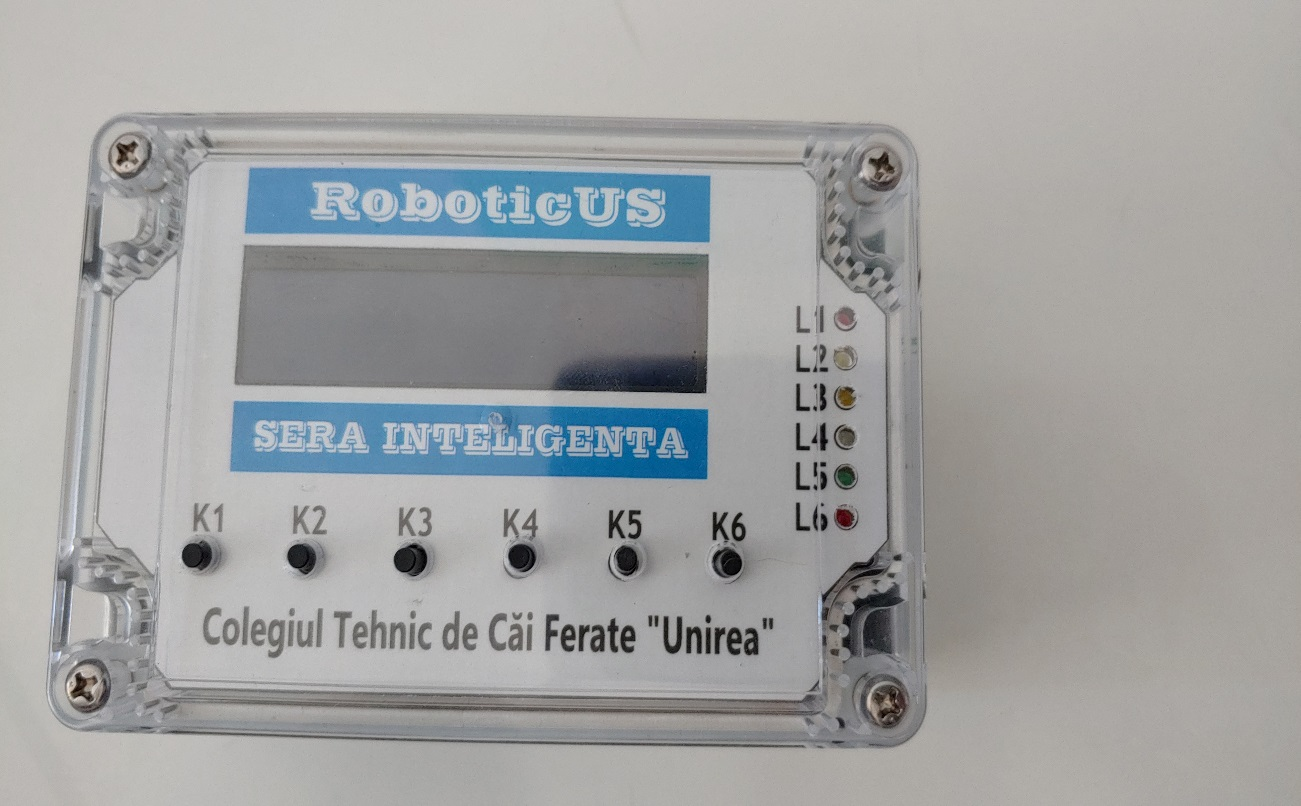 RoboticUS
SERA INTELIGENTA
L1
L2
L3
L4
L5
L6
K1 K2 K3 K4 K5 K6
Colegiul Tehnic de Căi Ferate "Unirea"